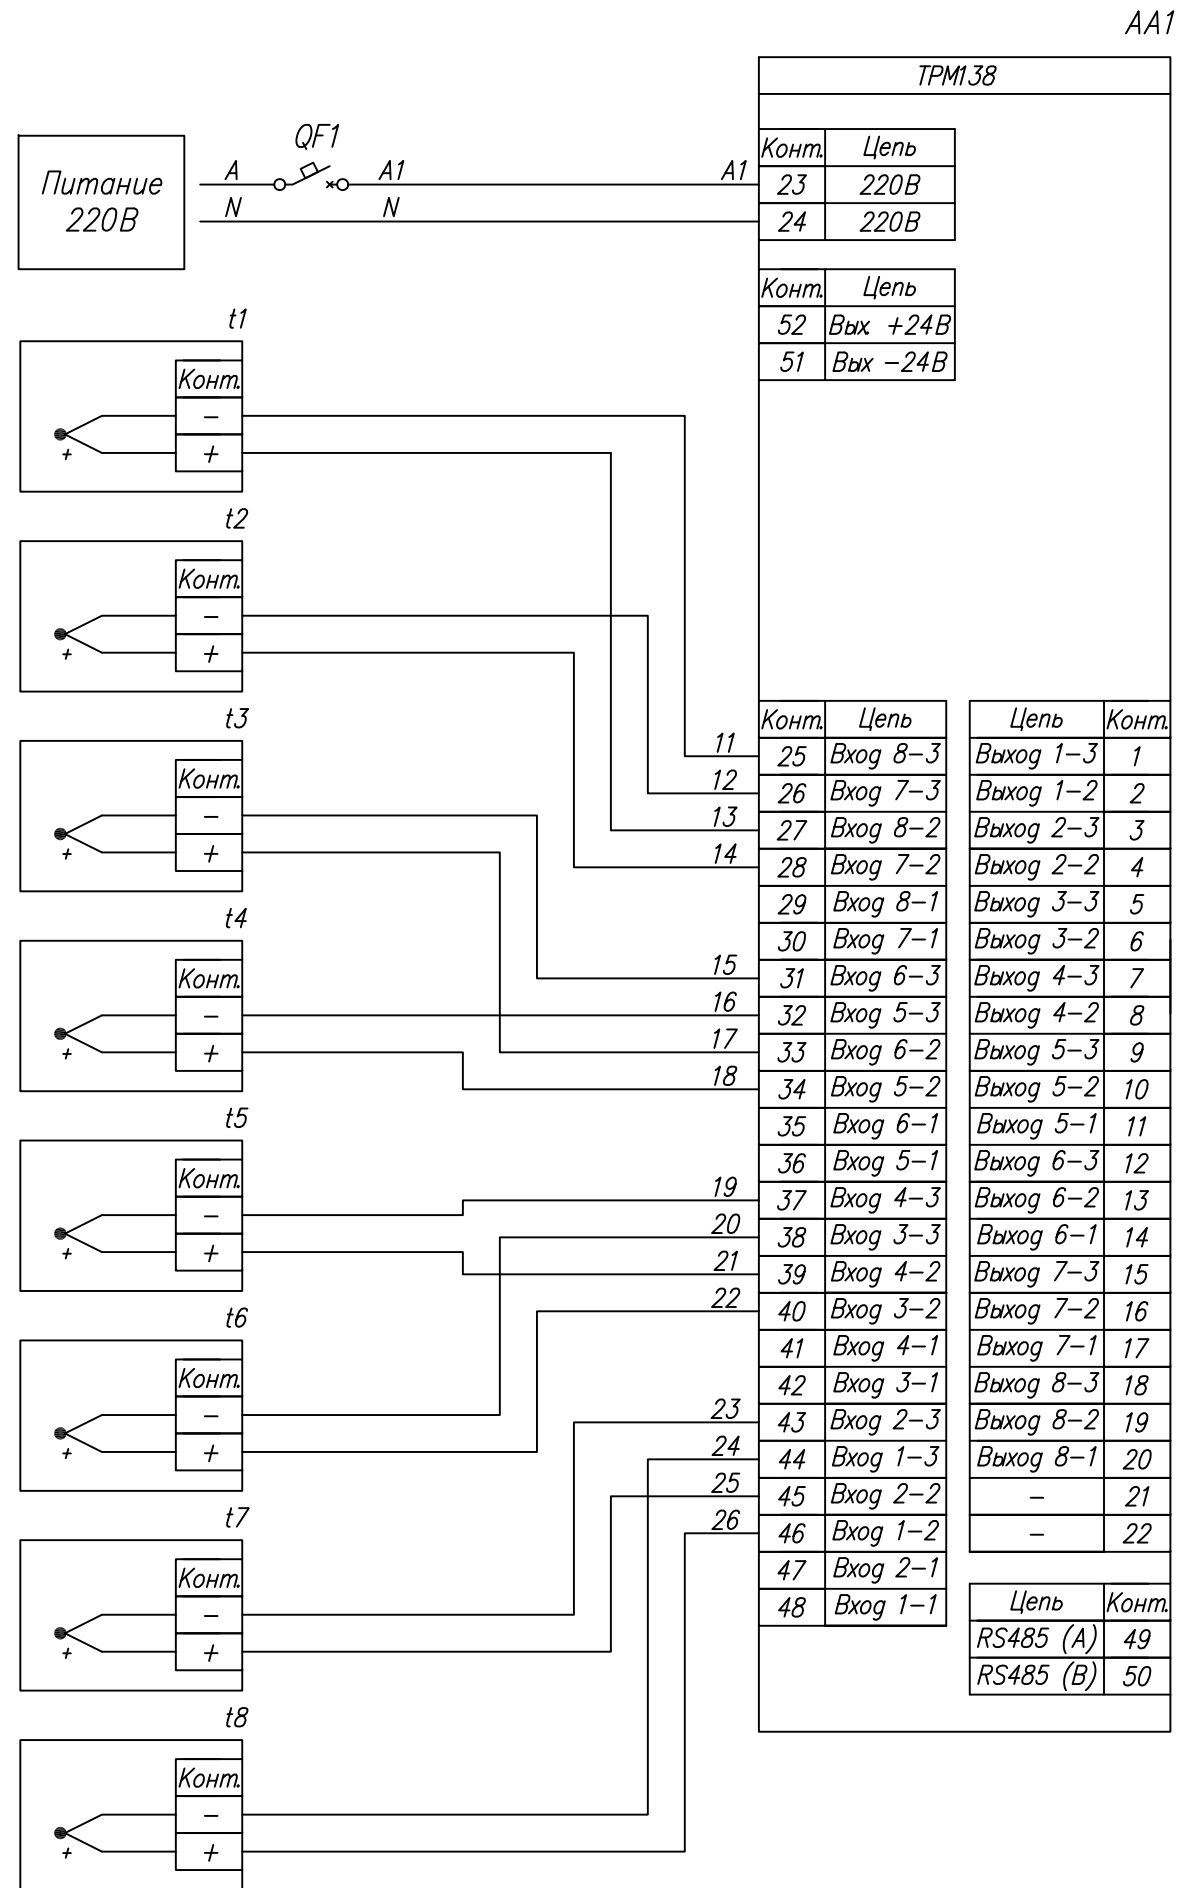 AA1
ТРМ138
Питание
220В
A
QF1
A1
A1
N
N
Конт. Цепь
23 220В
24 220В
Конт. Цепь
52 Вых. +24В
51 Вых -24В
t1
Конт.
-
+
+
t2
Конт.
-
+
+
t3
Конт.
-
+
+
t4
Конт.
-
+
+
t5
Конт.
-
+
+
t6
Конт.
-
+
+
t7
Конт.
-
+
+
t8
Конт.
-
+
+
11
12
13
14
15
16
17
18
19
20
21
22
23
24
25
26
Конт. Цепь
25 Вход 8-3
26 Вход 7-3
27 Вход 8-2
28 Вход 7-2
29 Вход 8-1
30 Вход 7-1
31 Вход 6-3
32 Вход 5-3
33 Вход 6-2
34 Вход 5-2
35 Вход 6-1
36 Вход 5-1
37 Вход 4-3
38 Вход 3-3
39 Вход 4-2
40 Вход 3-2
41 Вход 4-1
42 Вход 3-1
43 Вход 2-3
44 Вход 1-3
45 Вход 2-2
46 Вход 1-2
47 Вход 2-1
48 Вход 1-1
Цепь Конт.
Выход 1-3 1
Выход 1-2 2
Выход 2-3 3
Выход 2-2 4
Выход 3-3 5
Выход 3-2 6
Выход 4-3 7
Выход 4-2 8
Выход 5-3 9
Выход 5-2 10
Выход 5-1 11
Выход 6-3 12
Выход 6-2 13
Выход 6-1 14
Выход 7-3 15
Выход 7-2 16
Выход 7-1 17
Выход 8-3 18
Выход 8-2 19
Выход 8-1 20
- 21
- 22
Цепь Конт.
RS485 (A) 49
RS485 (B) 50